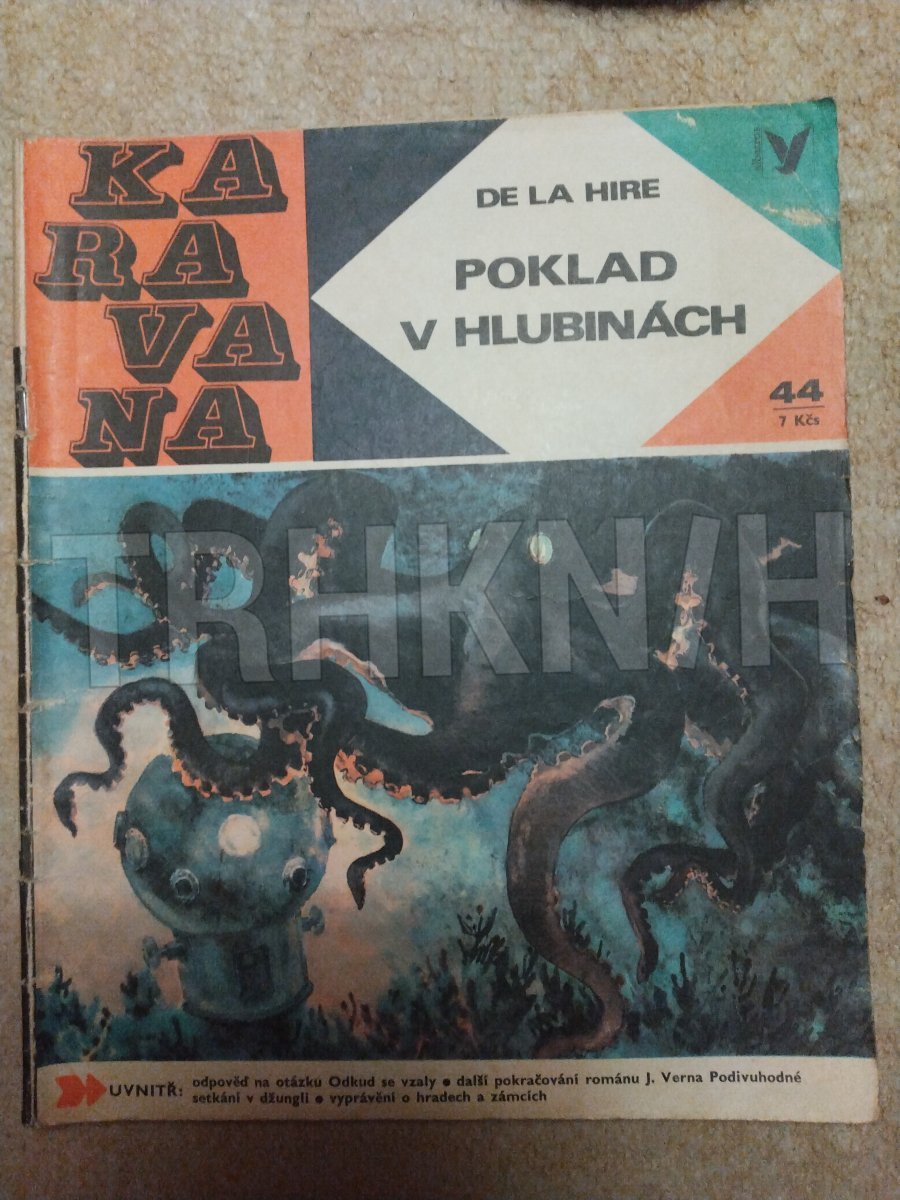 KA
RA
VA
NA
DE LA HIRE
POKLAD
V HLUBINÁCH
44
7 Kčs
TRHKN/H
UVNITŘ: odpověď na otázku Odkud se vzaly • další pokračování románu J. Verna Podivuhodné
setkání v džungli • vyprávění o hradech a zámcích